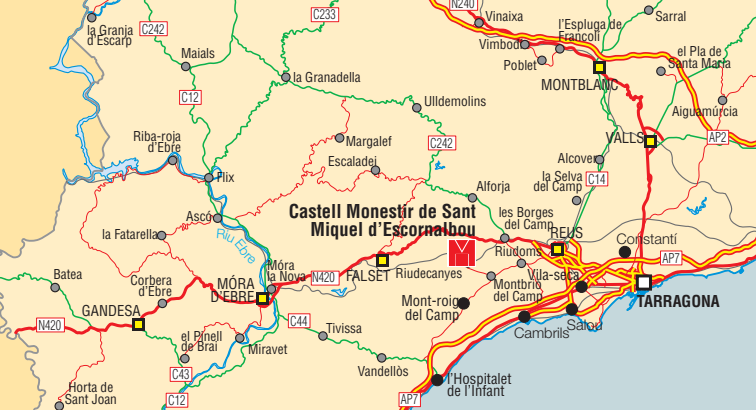 N240
Vinaixa
C233
Sarral
la Granja
d'Escarp
C242
l'Espluga de
Francolí
Vimbodí
Maials
el Pla de
Santa Maria
Poblet
la Granadella
MONTBLANC
C12
Ulldemolins
Aiguamúrcia
Riba-roja
d'Ebre
Margalef
C242
VALLS
AP2
Escaladei
Alcover
Flix
la Selva
del Camp
C14
Alforja
Ascó
Castell Monestir de Sant
Miquel d'Escornalbou
les Borges
del Camp
la Fatarella
Riu Ebre
REUS
Constantí
Riudoms
AP7
Batea
Móra
la Nova
N420
FALSET
Riudecanyes
Vila-seca
Corbera
d'Ebre
MÓRA
D'EBRE
Montbrió
del Camp
TARRAGONA
GANDESA
Mont-roig
del Camp
N420
C44
Tivissa
Cambrils
Salou
el Pinell
de Brai
Miravet
Vandellòs
C43
l'Hospitalet
de l'Infant
Horta de
Sant Joan
C12
AP7